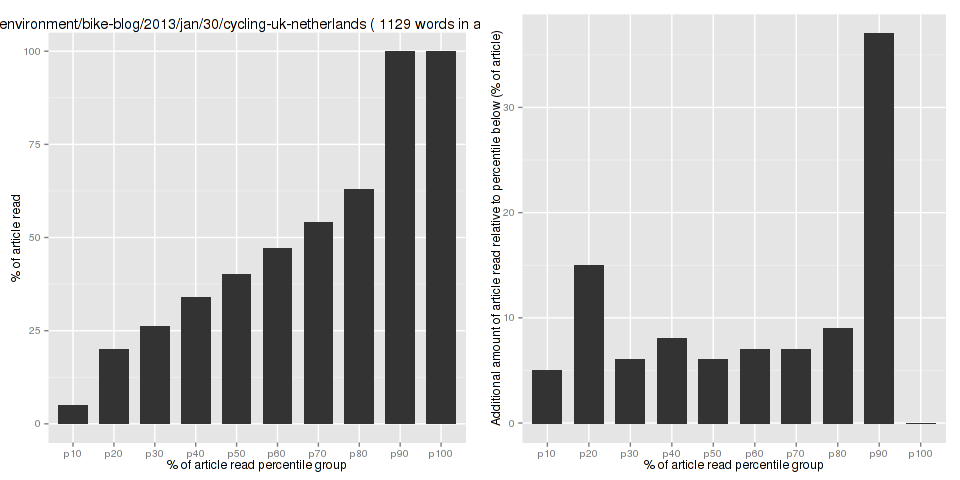 environment/bike-blog/2013/jan/30/cycling-uk-netherlands ( 1129 words in a
% of article read
100
75
50
25
0
p10 p20 p30 p40 p50 p60 p70 p80 p90 p100
% of article read percentile group
Additional amount of article read relative to percentile below (% of article)
30
20
10
0
p10 p20 p30 p40 p50 p60 p70 p80 p90 p100
% of article read percentile group